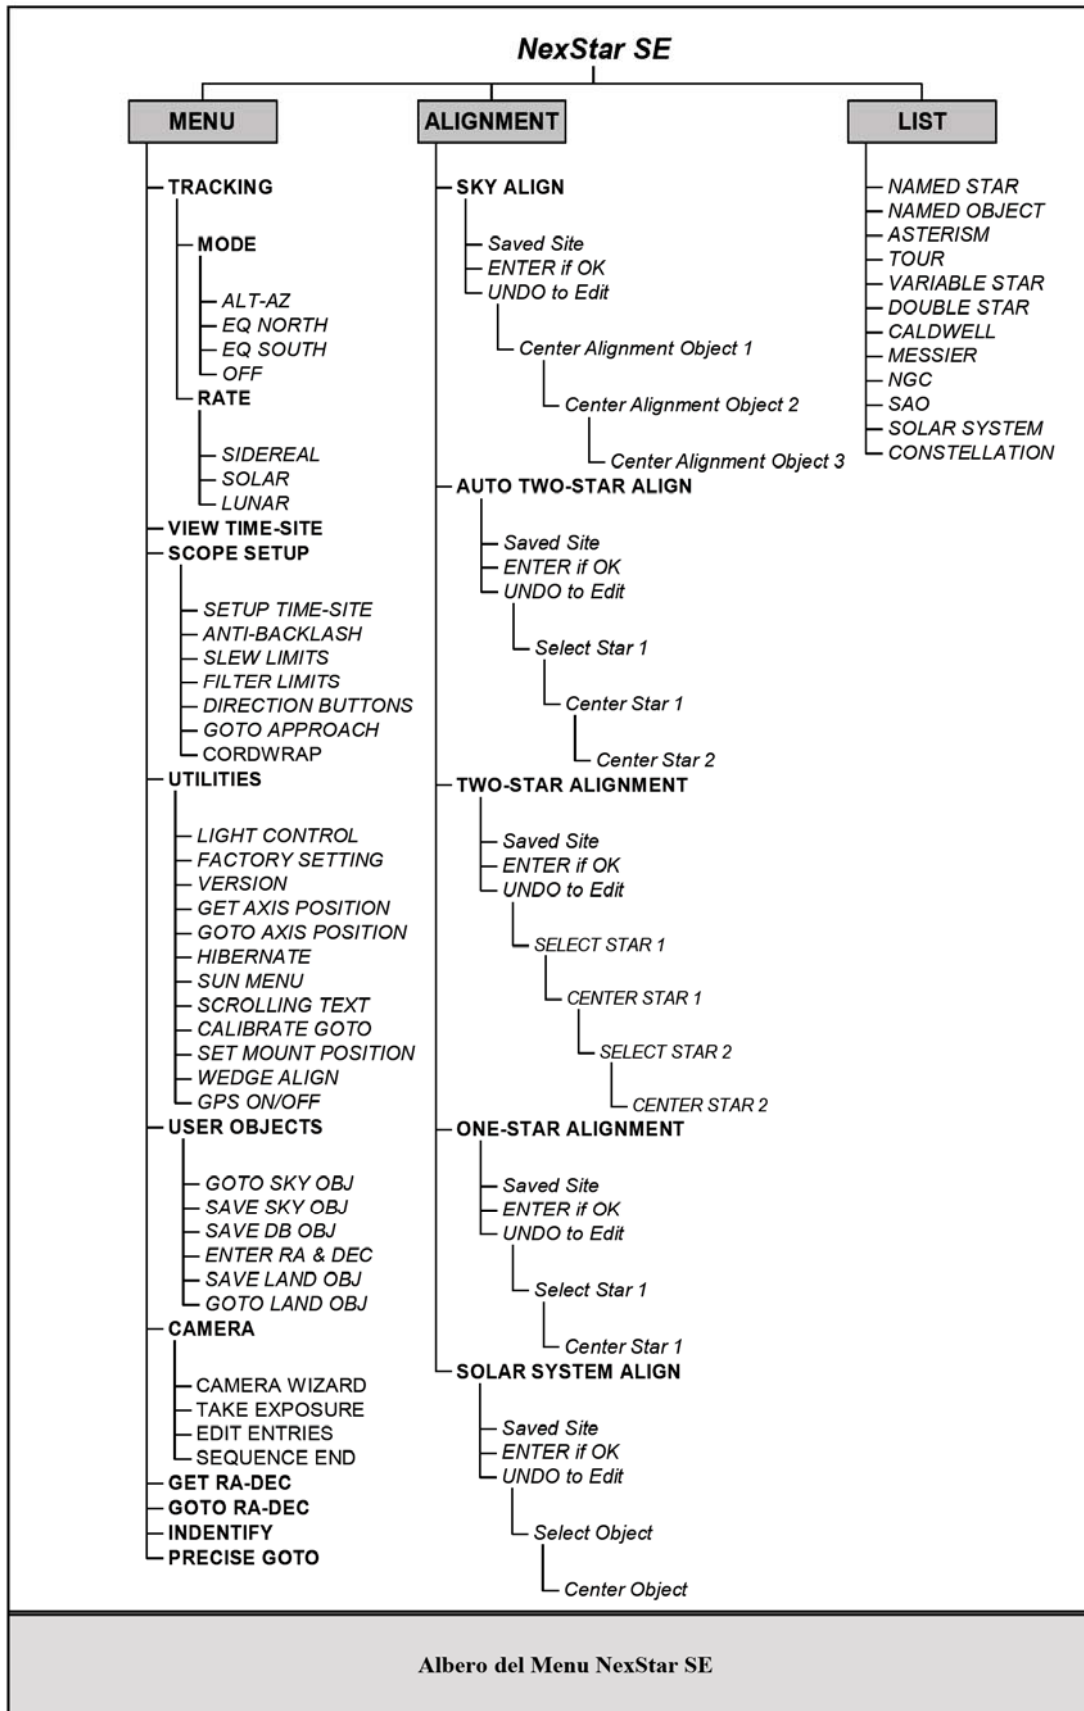 NexStar SE
MENU
TRACKING
MODE
ALT-AZ
EQ NORTH
EQ SOUTH
OFF
RATE
SIDEREAL
SOLAR
LUNAR
VIEW TIME-SITE
SCOPE SETUP
SETUP TIME-SITE
ANTI-BACKLASH
SLEW LIMITS
FILTER LIMITS
DIRECTION BUTTONS
GOTO APPROACH
CORDWRAP
UTILITIES
LIGHT CONTROL
FACTORY SETTING
VERSION
GET AXIS POSITION
GOTO AXIS POSITION
HIBERNATE
SUN MENU
SCROLLING TEXT
CALIBRATE GOTO
SET MOUNT POSITION
WEDGE ALIGN
GPS ON/OFF
USER OBJECTS
GOTO SKY OBJ
SAVE SKY OBJ
SAVE DB OBJ
ENTER RA & DEC
SAVE LAND OBJ
GOTO LAND OBJ
CAMERA
CAMERA WIZARD
TAKE EXPOSURE
EDIT ENTRIES
SEQUENCE END
GET RA-DEC
GOTO RA-DEC
INDENTIFY
PRECISE GOTO
ALIGNMENT
SKY ALIGN
Saved Site
ENTER if OK
UNDO to Edit
Center Alignment Object 1
Center Alignment Object 2
Center Alignment Object 3
AUTO TWO-STAR ALIGN
Saved Site
ENTER if OK
UNDO to Edit
Select Star 1
Center Star 1
Center Star 2
TWO-STAR ALIGNMENT
Saved Site
ENTER if OK
UNDO to Edit
SELECT STAR 1
CENTER STAR 1
SELECT STAR 2
CENTER STAR 2
ONE-STAR ALIGNMENT
Saved Site
ENTER if OK
UNDO to Edit
Select Star 1
Center Star 1
SOLAR SYSTEM ALIGN
Saved Site
ENTER if OK
UNDO to Edit
Select Object
Center Object
LIST
NAMED STAR
NAMED OBJECT
ASTERISM
TOUR
VARIABLE STAR
DOUBLE STAR
CALDWELL
MESSIER
NGC
SAO
SOLAR SYSTEM
CONSTELLATION
Albero del Menu NexStar SE